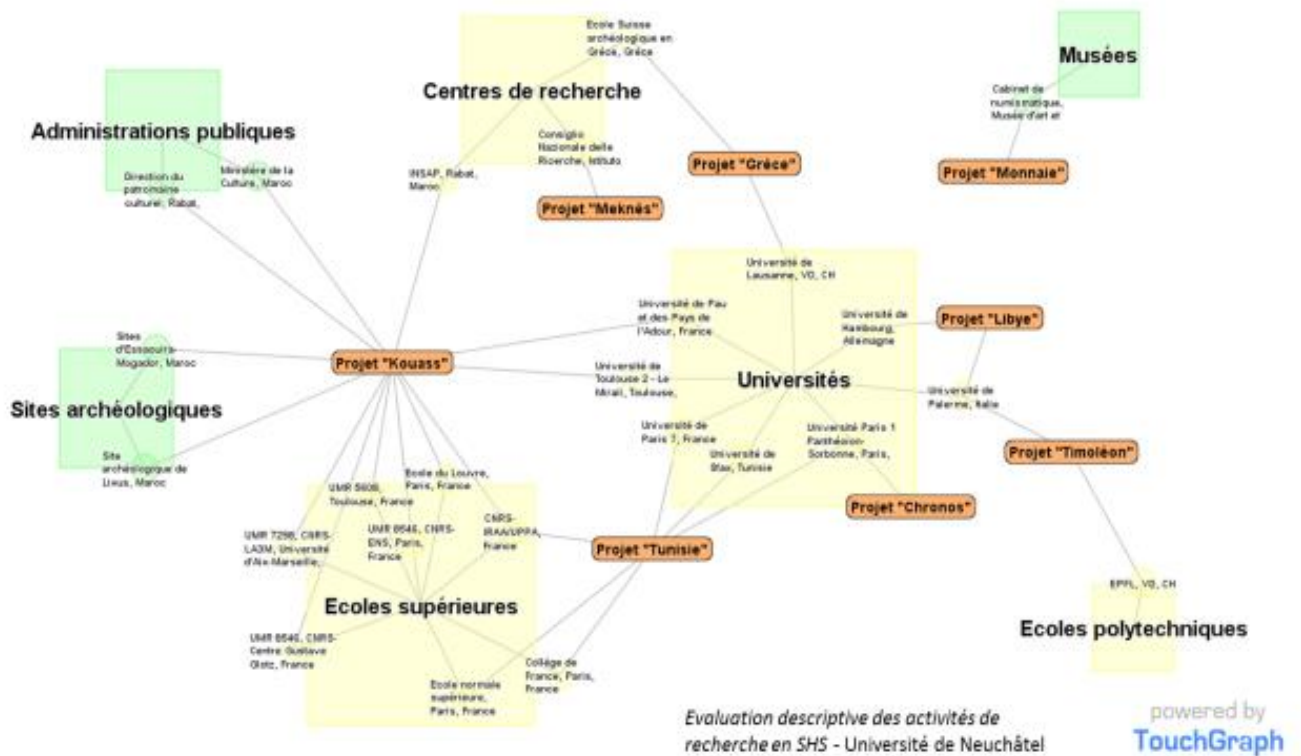 Ecole Suisse
archéologique en
Grèce, Grèce
Musées
Centres de recherche
Cabinet de
numismatique,
Musée d'art et
Administrations publiques
Consiglio
Nazionale delle
Ricerche, Istituto
Direction du
patrimoine
culturel, Rabat,
Ministère de la
Culture, Maroc
INSAP, Rabat,
Maroc
Projet "Grèce"
Projet "Monnaie"
Projet "Meknès"
Université de
Lausanne, VD, CH
Université de Pau
et des Pays de
l'Adour, France
Université de
Hambourg,
Allemagne
Projet "Libye"
Sites
d'Essaouira-
Mogador, Maroc
Projet "Kouass"
Université de
Toulouse 2 - Le
Mirail, Toulouse,
Universités
Université de
Palerme, Italie
Sites archéologiques
Université de
Paris 7, France
Université Paris 1
Panthéon-
Sorbonne, Paris,
Université de
Sfax, Tunisie
Projet "Timoléon"
Site
archéologique de
Lixus, Maroc
Ecole du Louvre,
Paris, France
UMR 5608,
Toulouse, France
Projet "Chronos"
UMR 7298, CNRS-
LA3M, Université
d'Aix-Marseille,
UMR 8546, CNRS-
ENS, Paris,
France
CNRS-
IRAA/UPPA,
France
Projet "Tunisie"
EPFL, VD, CH
Ecoles supérieures
Ecoles polytechniques
UMR 8546, CNRS-
Centre Gustave
Glotz, France
Ecole normale
supérieure,
Paris, France
Collège de
France, Paris,
France
Evaluation descriptive des activités de
recherche en SHS - Université de Neuchâtel
powered by
TouchGraph